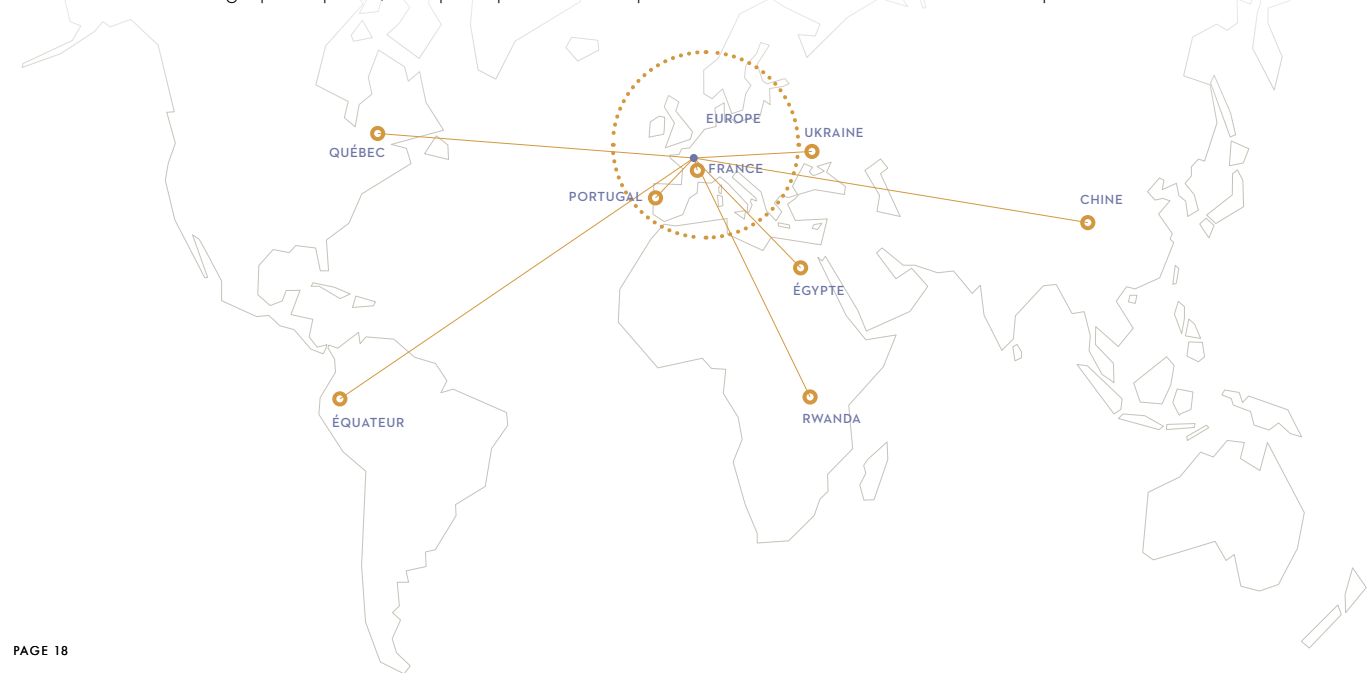 EUROPE
UKRAINE
QUÉBEC
FRANCE
PORTUGAL
CHINE
ÉGYPTE
RWANDA
ÉQUATEUR
PAGE 18